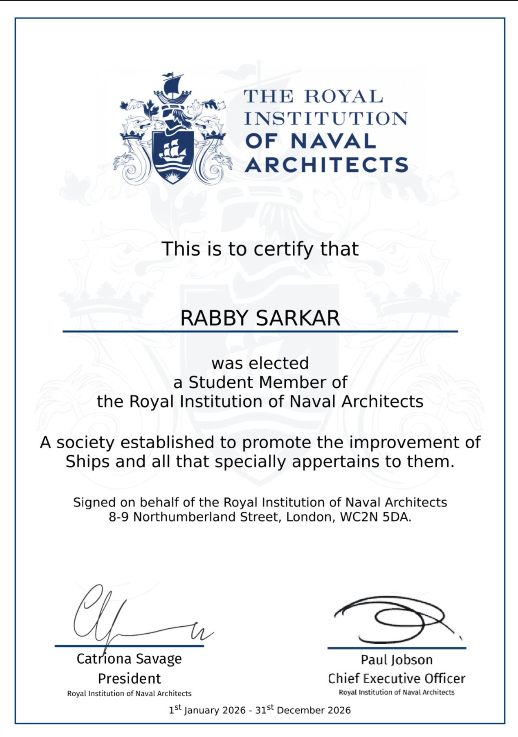 THE ROYAL
INSTITUTION
OF NAVAL
ARCHITECTS
This is to certify that
RABBY SARKAR
was elected
a Student Member of
the Royal Institution of Naval Architects
A society established to promote the improvement of
Ships and all that specially appertains to them.
Signed on behalf of the Royal Institution of Naval Architects
8-9 Northumberland Street, London, WC2N 5DA.
Catriona Savage
President
Royal Institution of Naval Architects
Paul Jobson
Chief Executive Officer
Royal Institution of Naval Architects
1st January 2026 - 31st December 2026